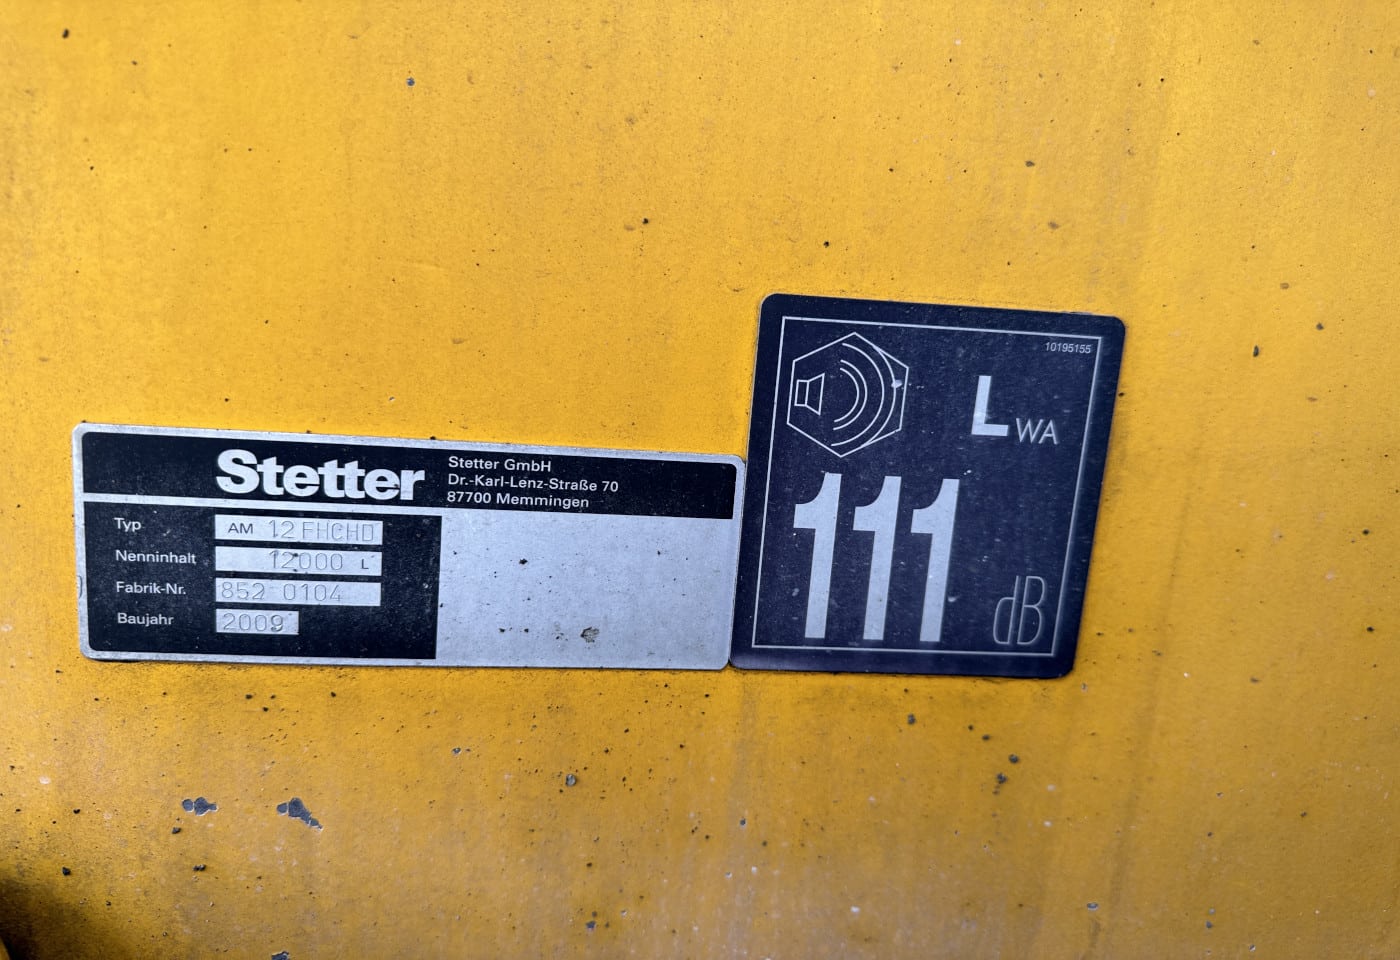 Stetter
Stetter GmbH
Dr.-Karl-Lenz-Straße 70
87700 Memmingen
Typ AM 12 FHCHD
Nenninhalt 12000 L
Fabrik-Nr. 852 0104
Baujahr 2009
10195155
LWA
111
dB